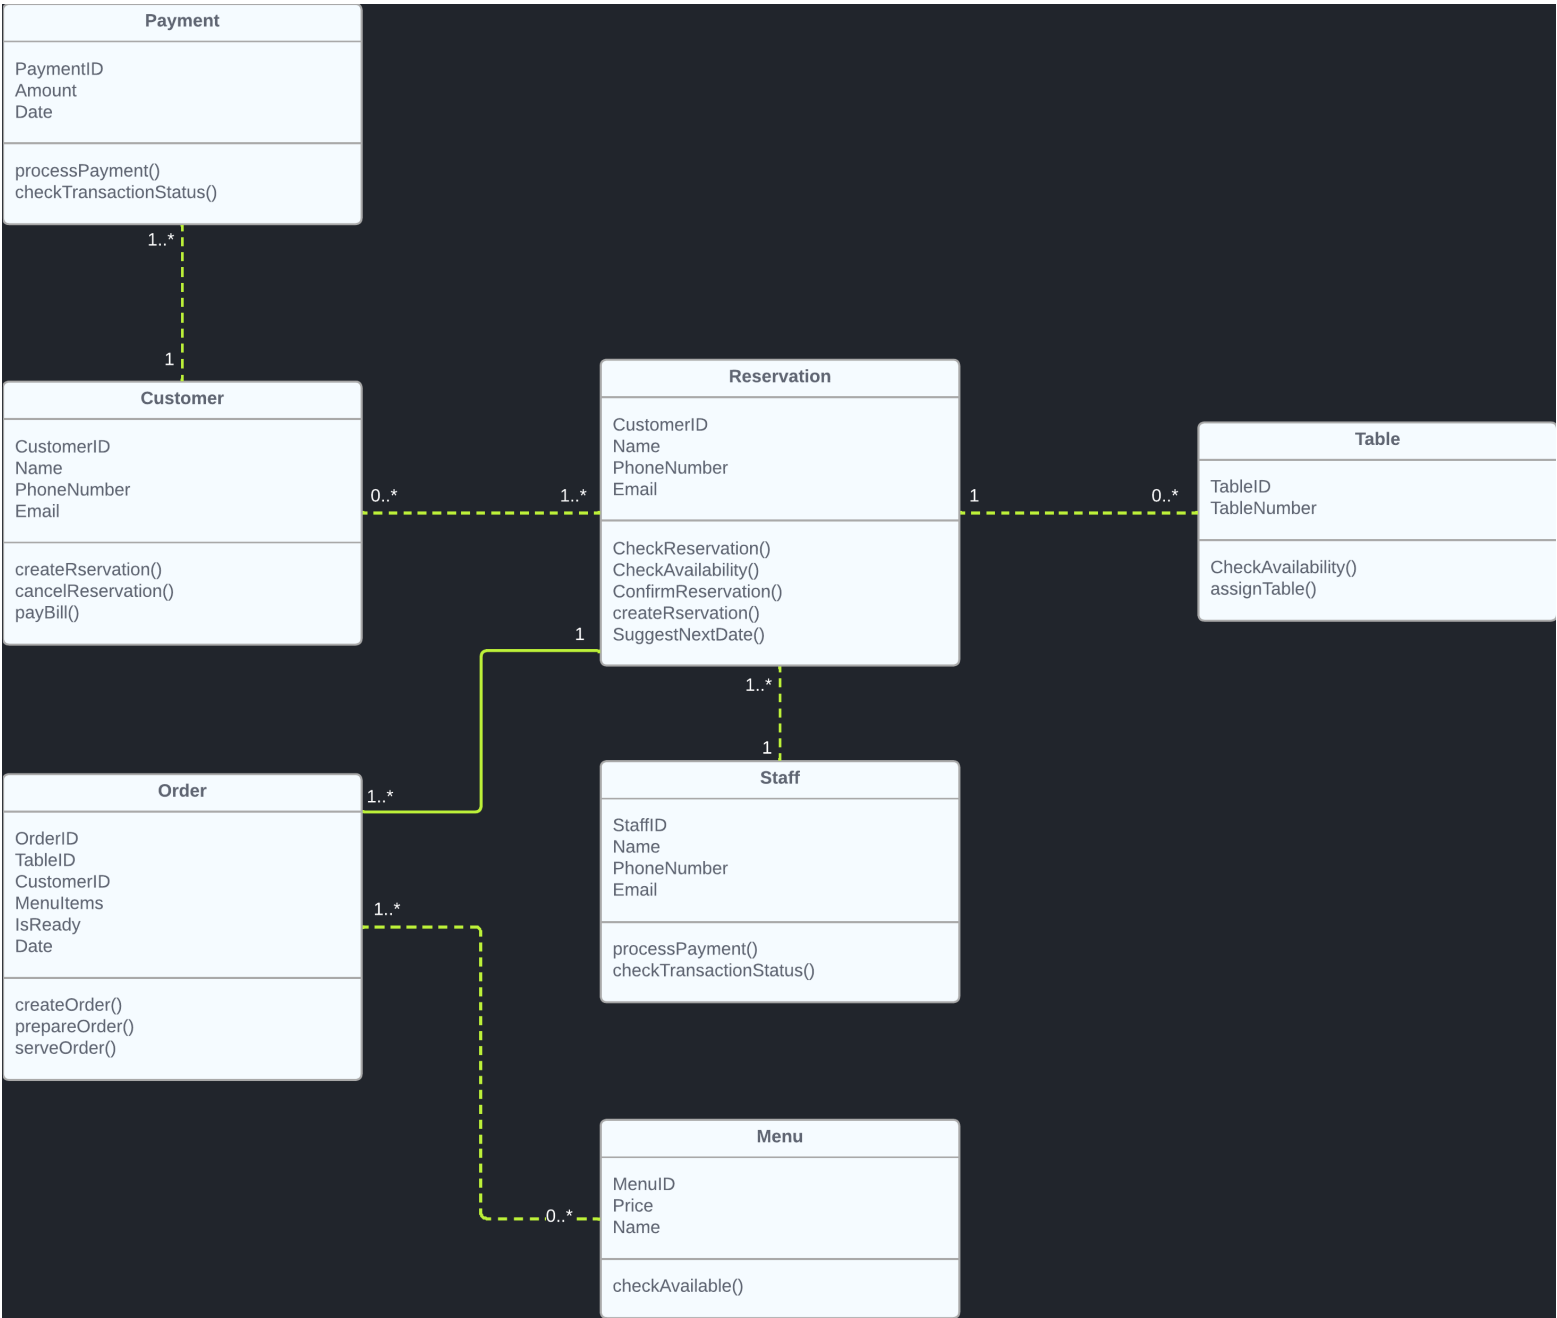 Payment
PaymentID
Amount
Date
processPayment()
checkTransactionStatus()
1..*
1
Customer
CustomerID
Name
PhoneNumber
Email
createRservation()
cancelReservation()
payBill()
0..*
1..*
Reservation
CustomerID
Name
PhoneNumber
Email
CheckReservation()
CheckAvailability()
ConfirmReservation()
createRservation()
SuggestNextDate()
1
0..*
Table
TableID
TableNumber
CheckAvailability()
assignTable()
1
1..*
1..*
1
Order
OrderID
TableID
CustomerID
MenuItems
IsReady
Date
createOrder()
prepareOrder()
serveOrder()
Staff
StaffID
Name
PhoneNumber
Email
processPayment()
checkTransactionStatus()
1..*
0..*
Menu
MenuID
Price
Name
checkAvailable()